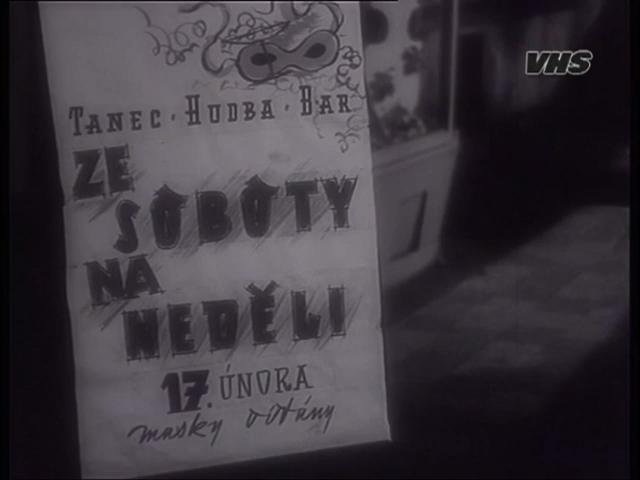 VHS
TANEC · HUDBA · BAR
ZE
SOBOTY
NA
NEDĚLI
17. ÚNORA
masky vítány